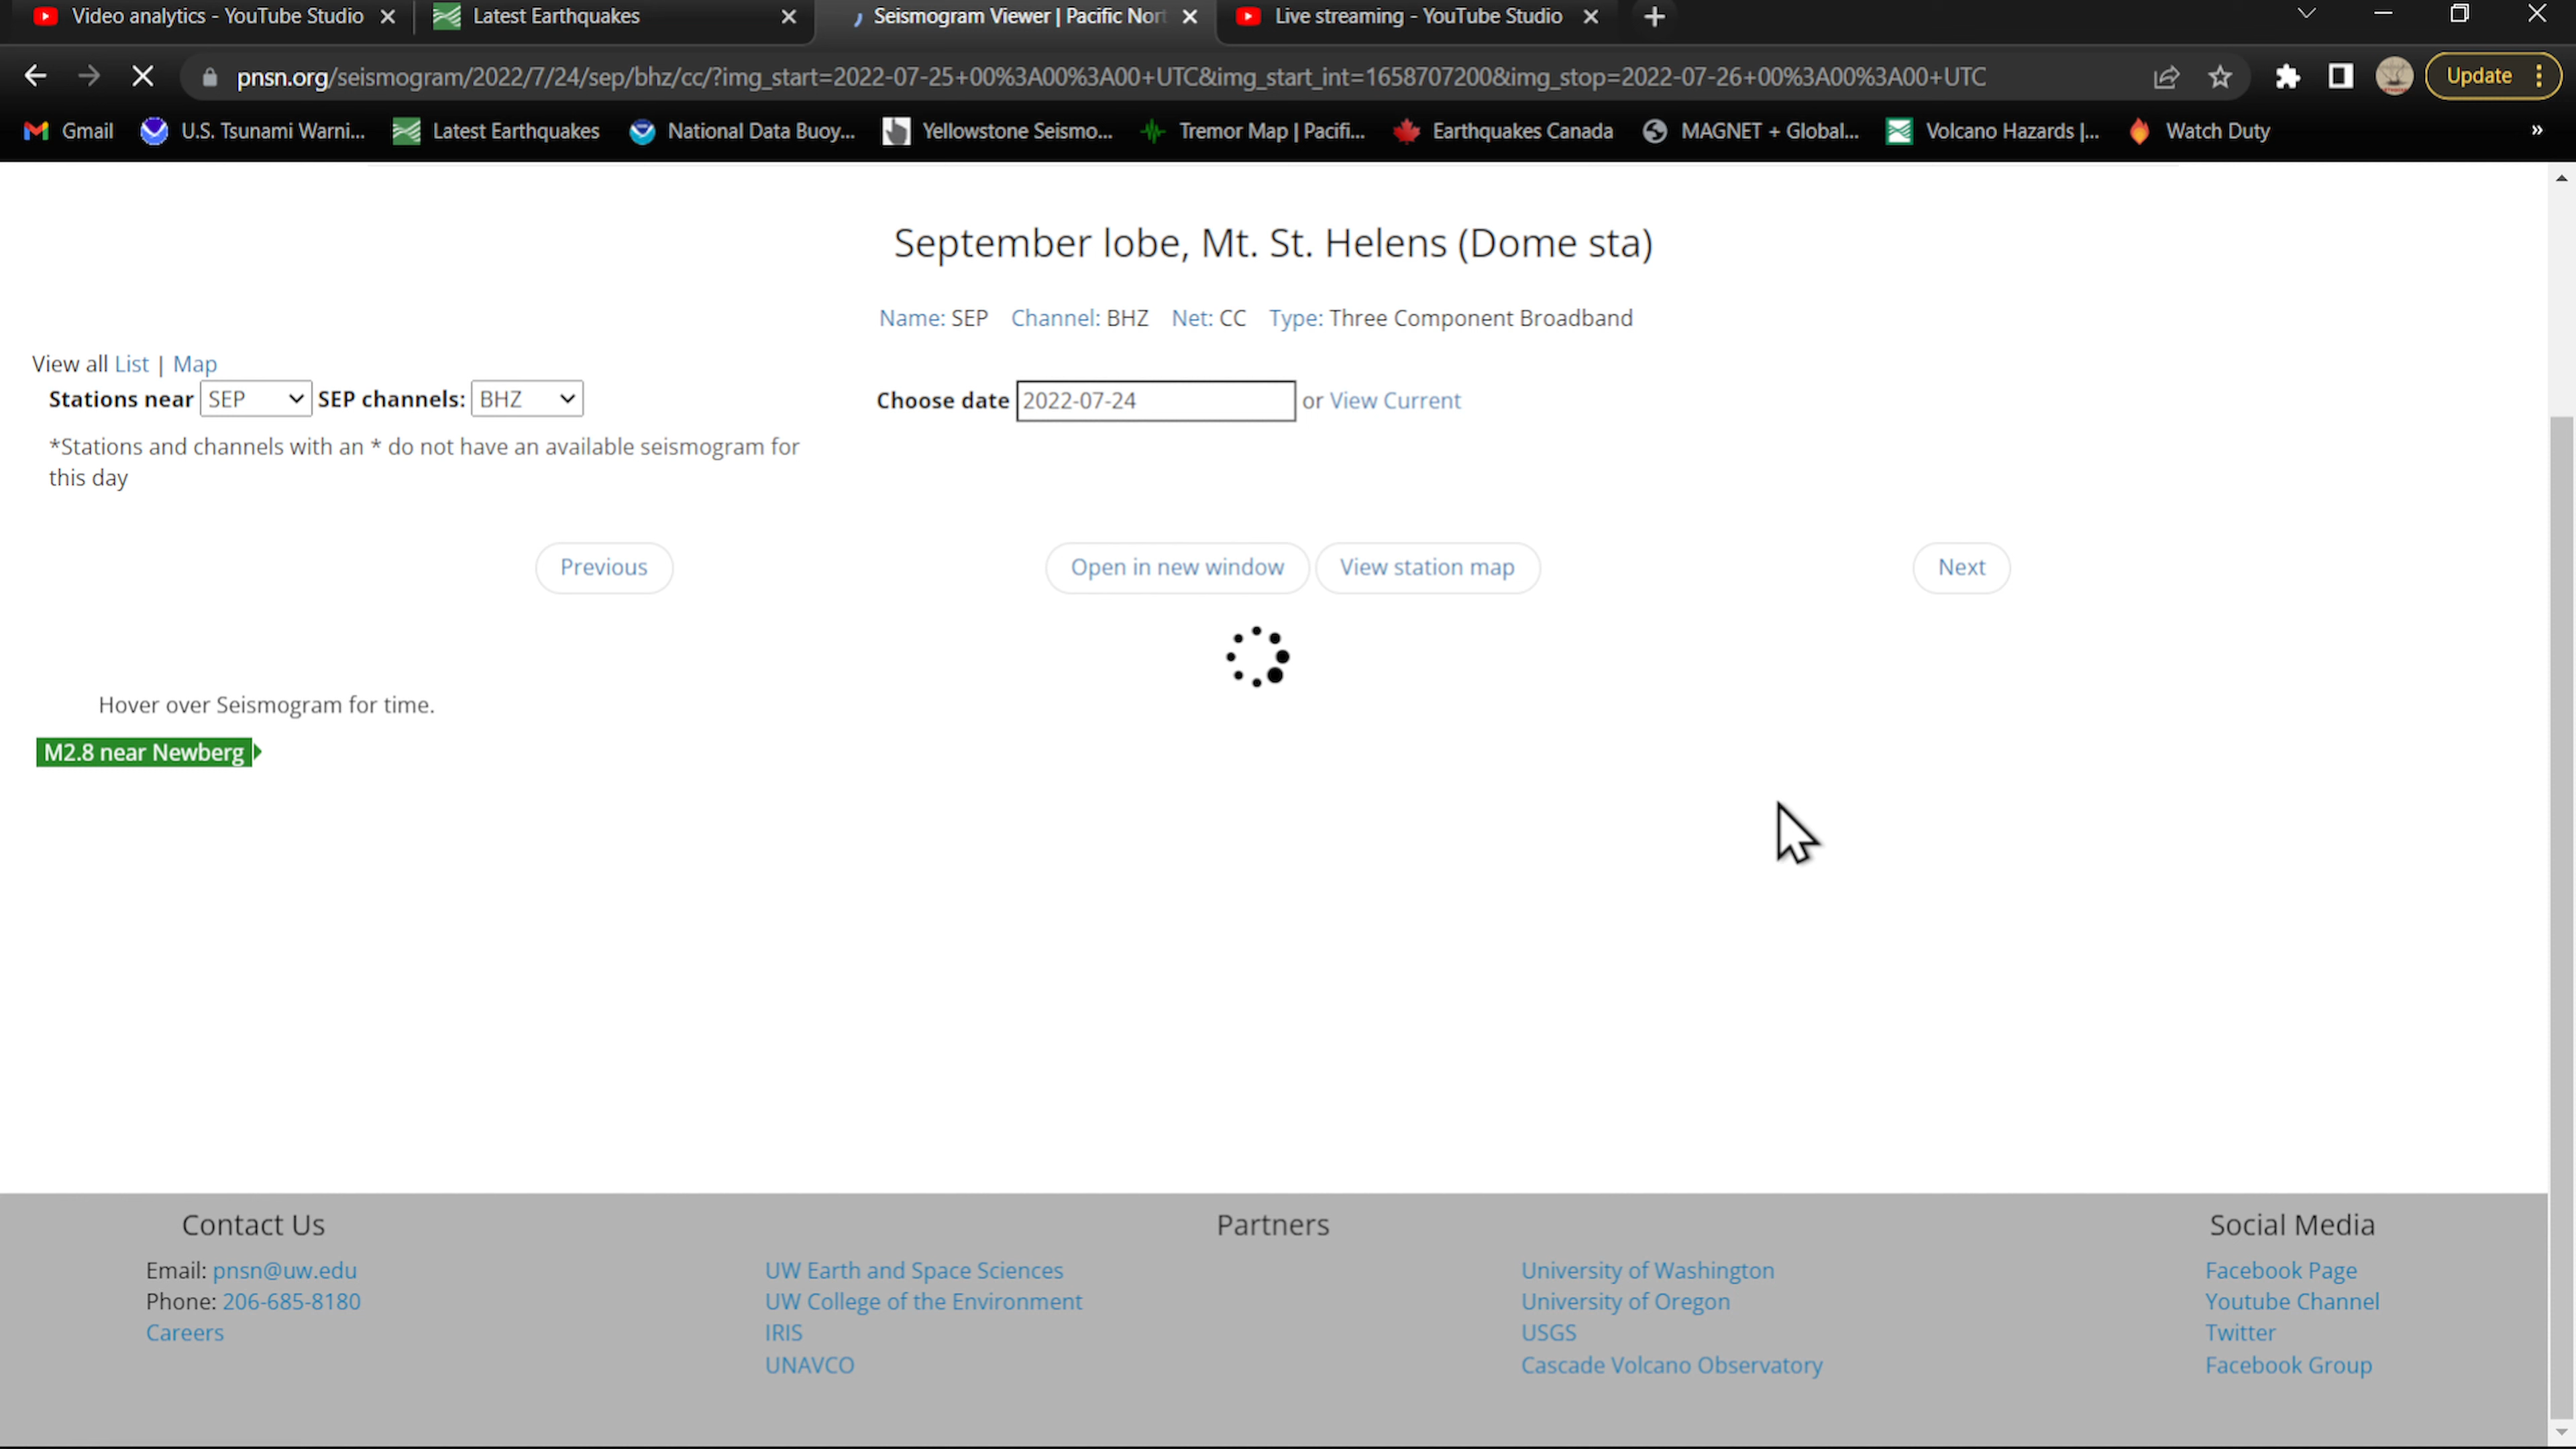 Video analytics - YouTube Studio
Latest Earthquakes
Seismogram Viewer | Pacific Nort
Live streaming - YouTube Studio
pnsn.org/seismogram/2022/7/24/sep/bhz/cc/?img_start=2022-07-25+00%3A00%3A00+UTC&img_start_int=1658707200&img_stop=2022-07-26+00%3A00%3A00+UTC
Update
Gmail
U.S. Tsunami Warni...
Latest Earthquakes
National Data Buoy...
Yellowstone Seismo...
Tremor Map | Pacifi...
Earthquakes Canada
MAGNET + Global...
Volcano Hazards |...
Watch Duty
»
September lobe, Mt. St. Helens (Dome sta)
Name: SEP Channel: BHZ Net: CC Type: Three Component Broadband
View all List | Map
Stations near SEP SEP channels: BHZ
Choose date 2022-07-24 or View Current
*Stations and channels with an * do not have an available seismogram for
this day
Previous
Open in new window
View station map
Next
Hover over Seismogram for time.
M2.8 near Newberg
Contact Us
Email: pnsn@uw.edu
Phone: 206-685-8180
Careers
Partners
UW Earth and Space Sciences
UW College of the Environment
IRIS
UNAVCO
University of Washington
University of Oregon
USGS
Cascade Volcano Observatory
Social Media
Facebook Page
Youtube Channel
Twitter
Facebook Group